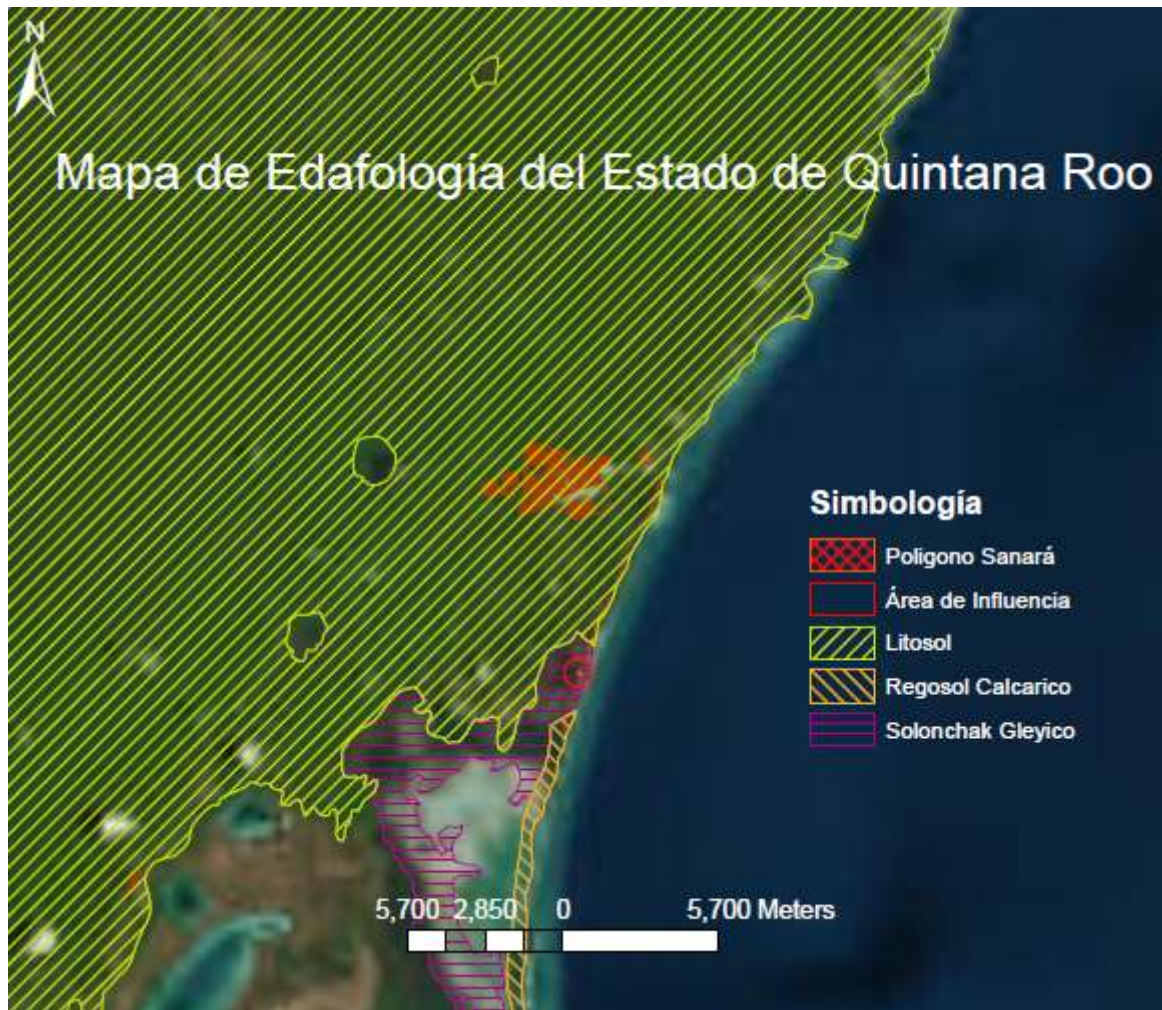 N
Mapa de Edafología del Estado de Quintana Roo
Simbología
Poligono Sanará
Área de Influencia
Litosol
Regosol Calcarico
Solonchak Gleyico
5,700 2,850 0 5,700 Meters